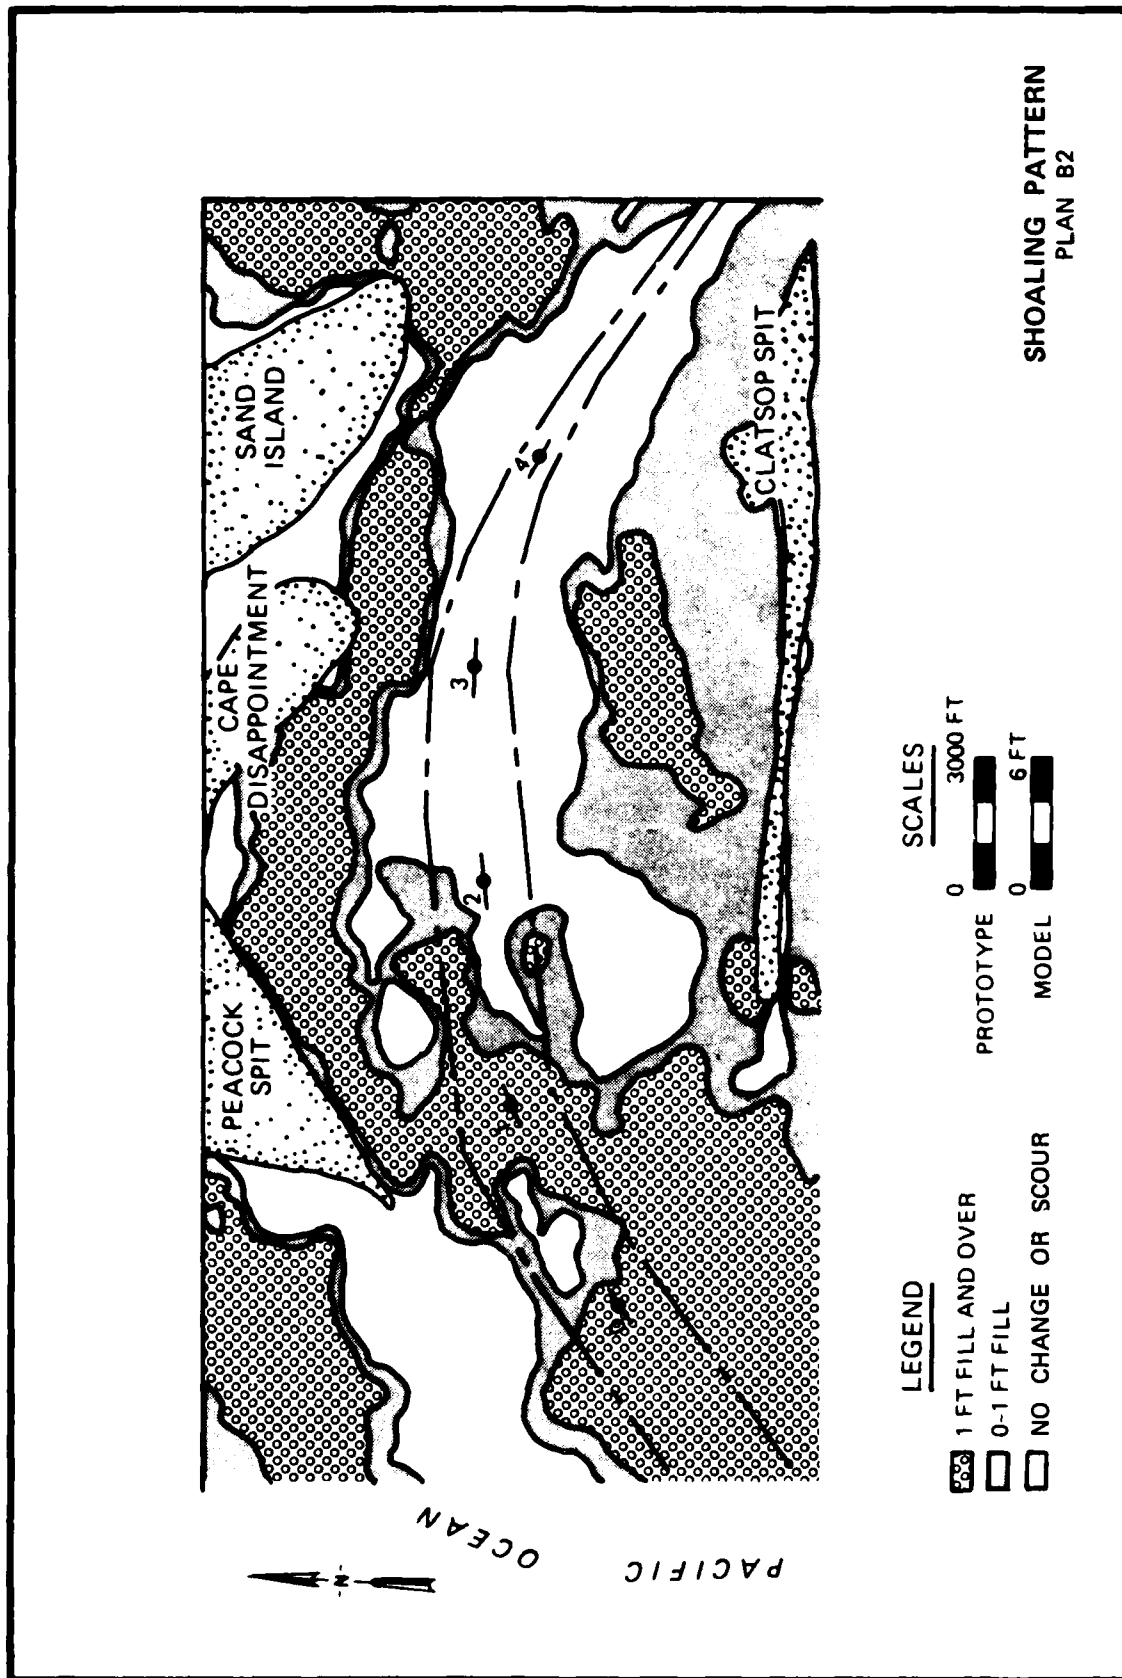 PEACOCK
SPIT
CAPE
DISAPPOINTMENT
SAND
ISLAND
CLATSOP SPIT
2
3
4
PACIFIC OCEAN
N
LEGEND
1 FT FILL AND OVER
0-1 FT FILL
NO CHANGE OR SCOUR
SCALES
PROTOTYPE 0 3000 FT
MODEL 0 6 FT
SHOALING PATTERN
PLAN B2